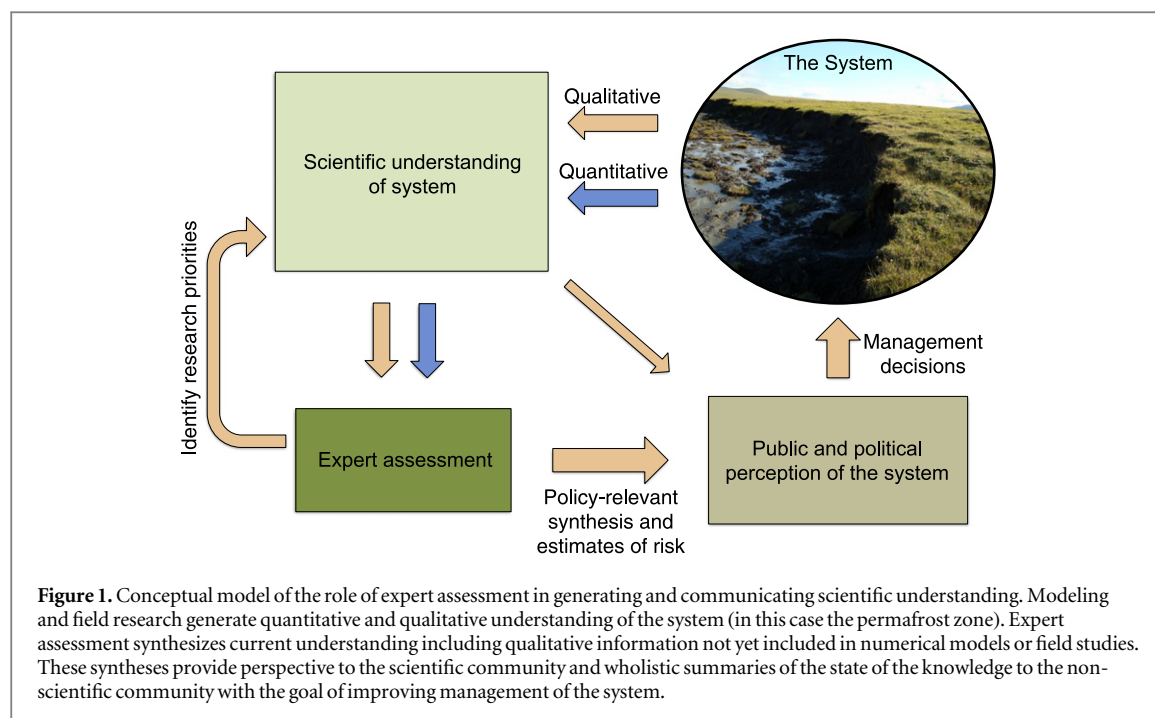 The System
Qualitative
Quantitative
Scientific understanding
of system
Identify research priorities
Management
decisions
Expert assessment
Public and political
perception of the system
Policy-relevant
synthesis and
estimates of risk
Figure 1. Conceptual model of the role of expert assessment in generating and communicating scientific understanding. Modeling
and field research generate quantitative and qualitative understanding of the system (in this case the permafrost zone). Expert
assessment synthesizes current understanding including qualitative information not yet included in numerical models or field studies.
These syntheses provide perspective to the scientific community and wholistic summaries of the state of the knowledge to the non-
scientific community with the goal of improving management of the system.